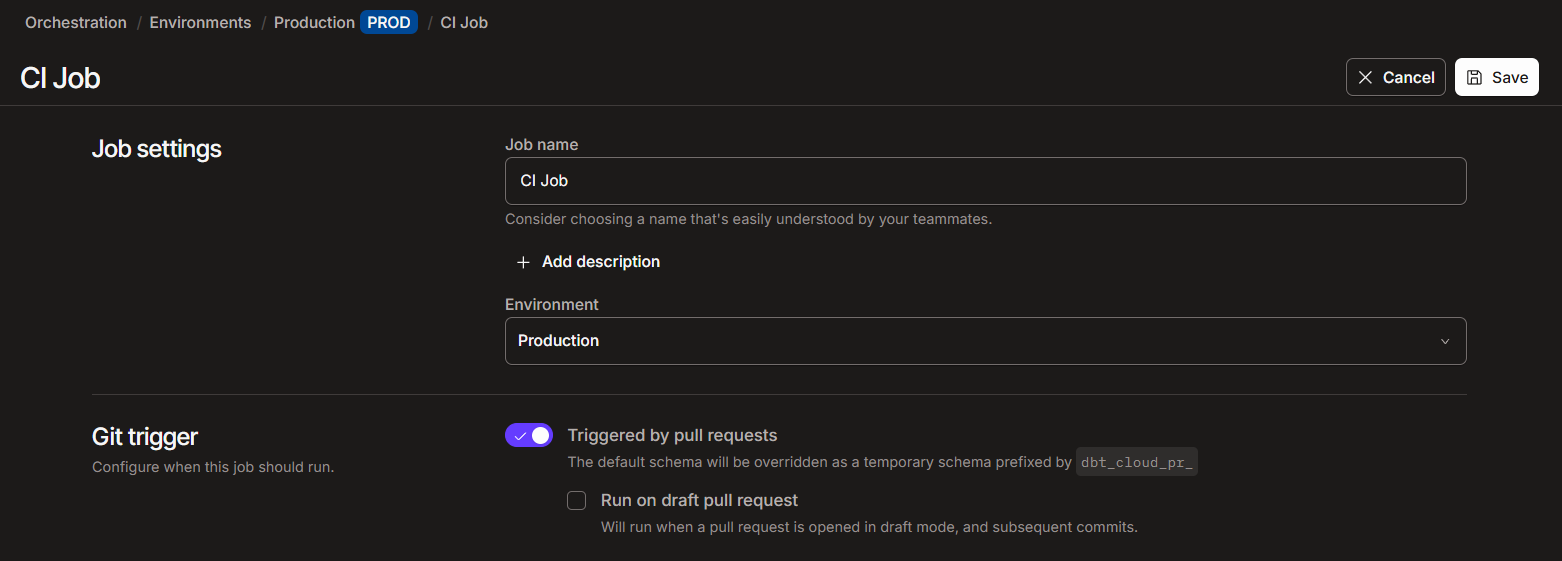 Orchestration / Environments / Production PROD / CI Job
CI Job
Cancel
Save
Job settings
Job name
CI Job
Consider choosing a name that's easily understood by your teammates.
Add description
Environment
Production
Git trigger
Configure when this job should run.
Triggered by pull requests
The default schema will be overridden as a temporary schema prefixed by dbt_cloud_pr_
Run on draft pull request
Will run when a pull request is opened in draft mode, and subsequent commits.